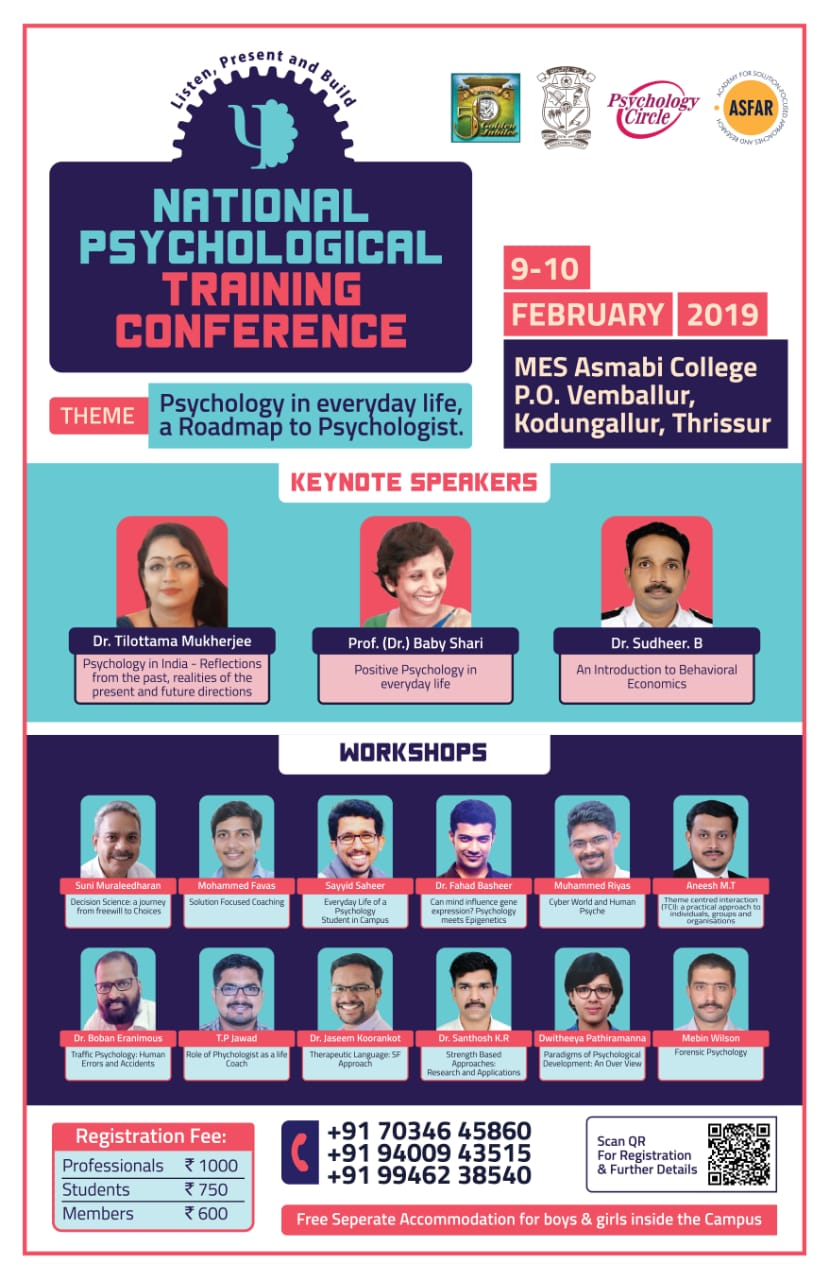 Listen, Present and Build
50
Golden
Jubilee
Psychology
Circle
ACADEMY FOR SOLUTION-FOCUSED APPROACHES AND RESEARCH
ASFAR
NATIONAL
PSYCHOLOGICAL
TRAINING
CONFERENCE
9-10
FEBRUARY 2019
MES Asmabi College
P.O. Vemballur,
Kodungallur, Thrissur
THEME
Psychology in everyday life,
a Roadmap to Psychologist.
KEYNOTE SPEAKERS
Dr. Tilottama Mukherjee
Psychology in India - Reflections
from the past, realities of the
present and future directions
Prof. (Dr.) Baby Shari
Positive Psychology in
everyday life
Dr. Sudheer. B
An Introduction to Behavioral
Economics
WORKSHOPS
Suni Muraleedharan
Decision Science: a journey
from freewill to Choices
Mohammed Favas
Solution Focused Coaching
Sayyid Saheer
Everyday Life of a
Psychology
Student in Campus
Dr. Fahad Basheer
Can mind influence gene
expression? Psychology
meets Epigenetics
Muhammed Riyas
Cyber World and Human
Psyche
Aneesh M.T
Theme centred interaction
(TCI): a practical approach to
individuals, groups and
organisations
Dr. Boban Eranimous
Traffic Psychology: Human
Errors and Accidents
T.P Jawad
Role of Phychologist as a life
Coach
Dr. Jaseem Koorankot
Therapeutic Language: SF
Approach
Dr. Santhosh K.R
Strength Based
Approaches:
Research and Applications
Dwitheeya Pathiramanna
Paradigms of Psychological
Development: An Over View
Mebin Wilson
Forensic Psychology
Registration Fee:
Professionals ₹ 1000
Students ₹ 750
Members ₹ 600
+91 70346 45860
+91 94009 43515
+91 99462 38540
Scan QR
For Registration
& Further Details
Free Seperate Accommodation for boys & girls inside the Campus